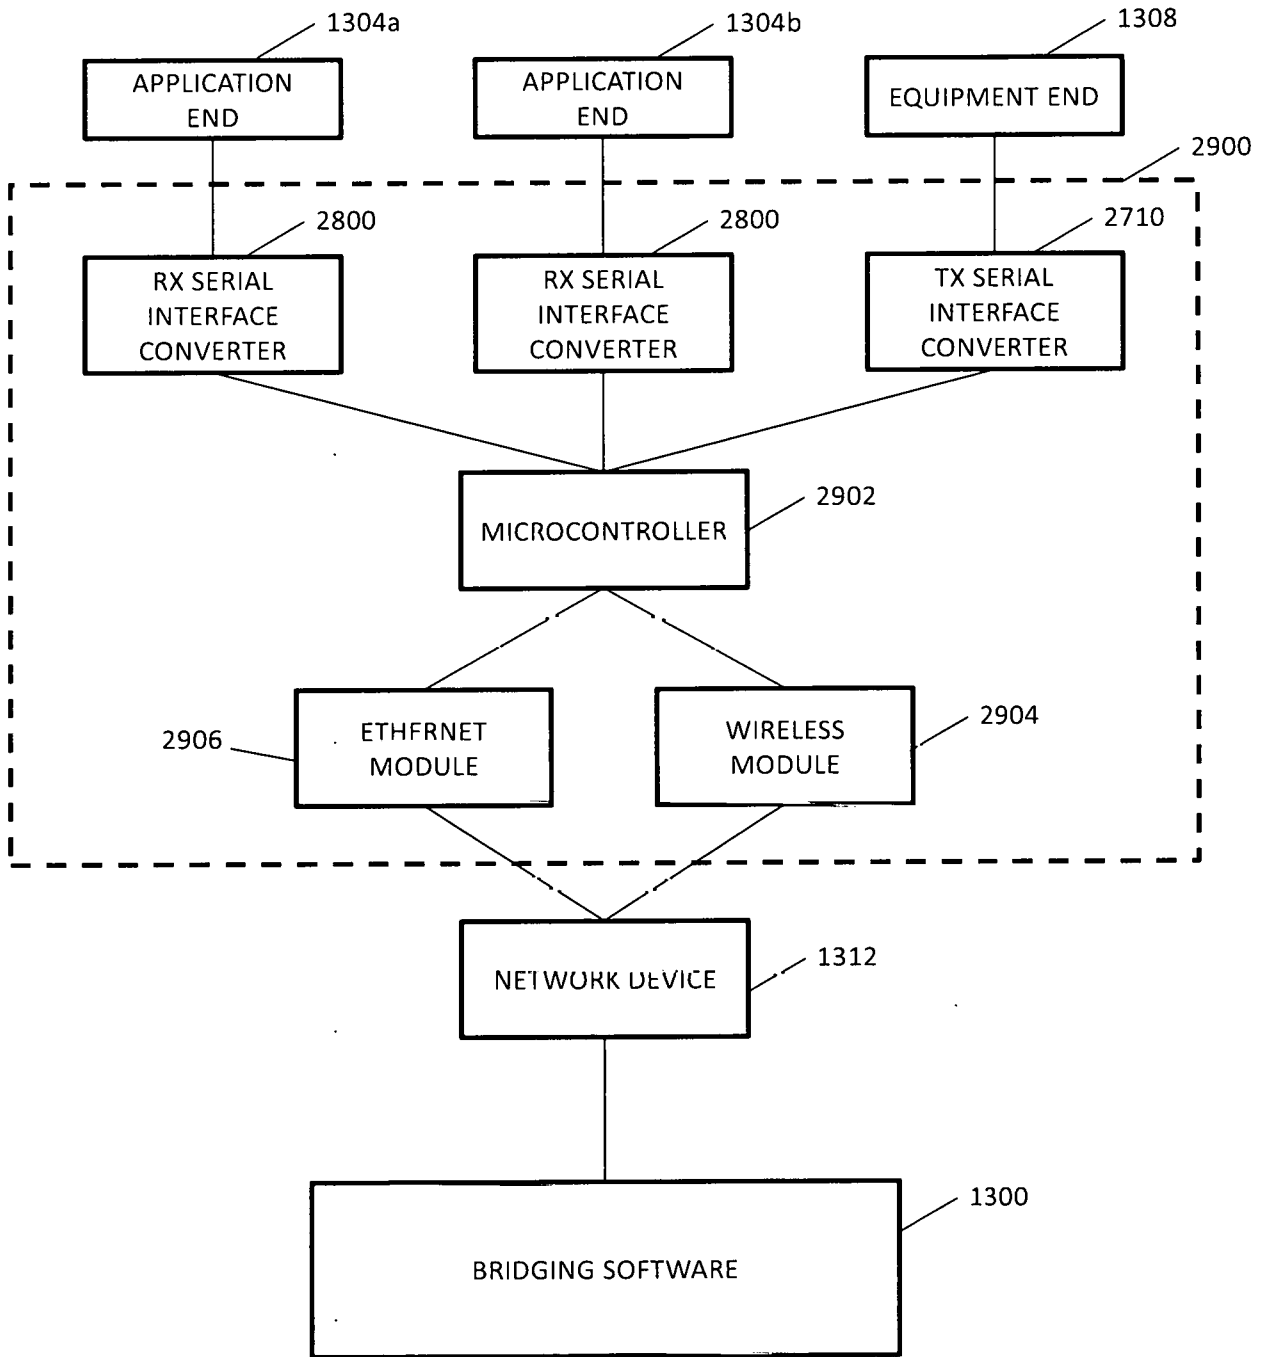 1304a
1304b
1308
APPLICATION
END
APPLICATION
END
EQUIPMENT END
2900
2800
2800
2710
RX SERIAL
INTERFACE
CONVERTER
RX SERIAL
INTERFACE
CONVERTER
TX SERIAL
INTERFACE
CONVERTER
MICROCONTROLLER
2902
2906
ETHFRNET
MODULE
WIRELESS
MODULE
2904
NETWORK DEVICE
1312
1300
BRIDGING SOFTWARE